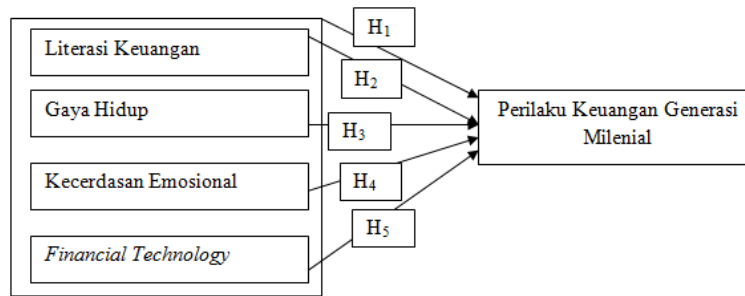 H₁
Literasi Keuangan
H₂
Gaya Hidup
H₃
Perilaku Keuangan Generasi
Milenial
Kecerdasan Emosional
H₄
H₅
Financial Technology